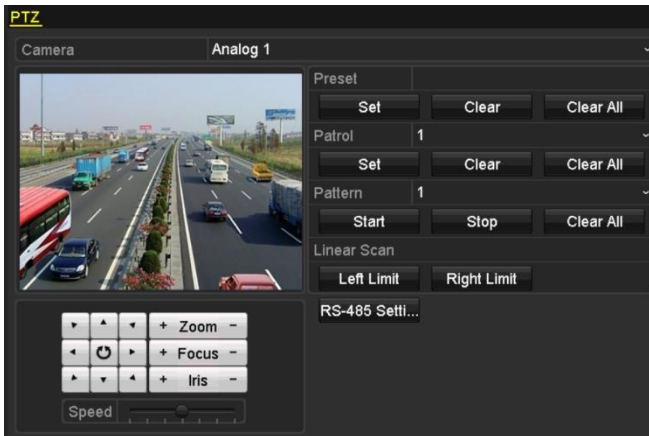 PTZ
Camera Analog 1
Preset
Set Clear Clear All
Patrol 1
Set Clear Clear All
Pattern 1
Start Stop Clear All
Linear Scan
Left Limit Right Limit
RS-485 Setti...
+ Zoom −
+ Focus −
+ Iris −
Speed